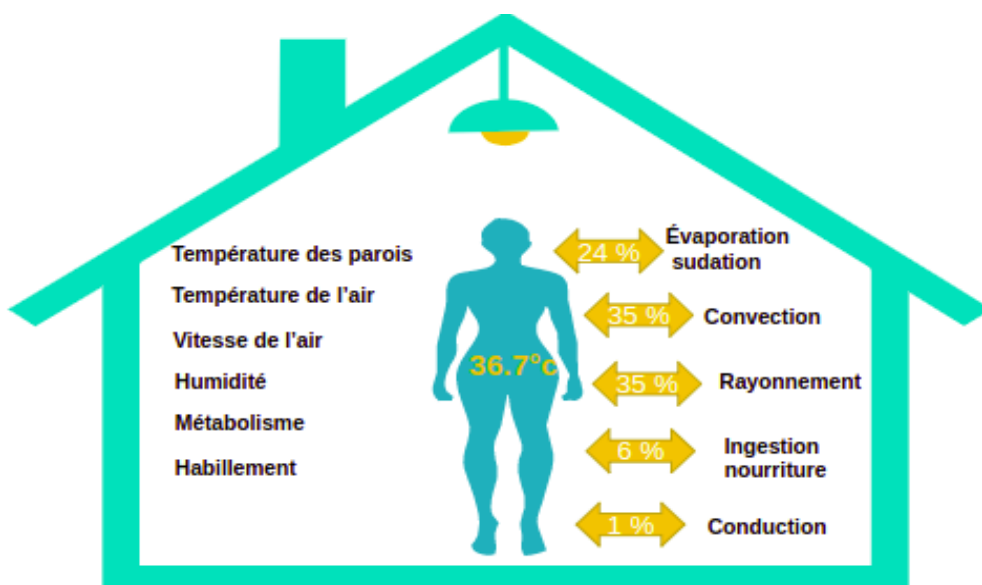 Température des parois
Température de l'air
Vitesse de l'air
Humidité
Métabolisme
Habillement
36.7°c
24 %
Évaporation
sudation
35 %
Convection
35 %
Rayonnement
6 %
Ingestion
nourriture
1 %
Conduction